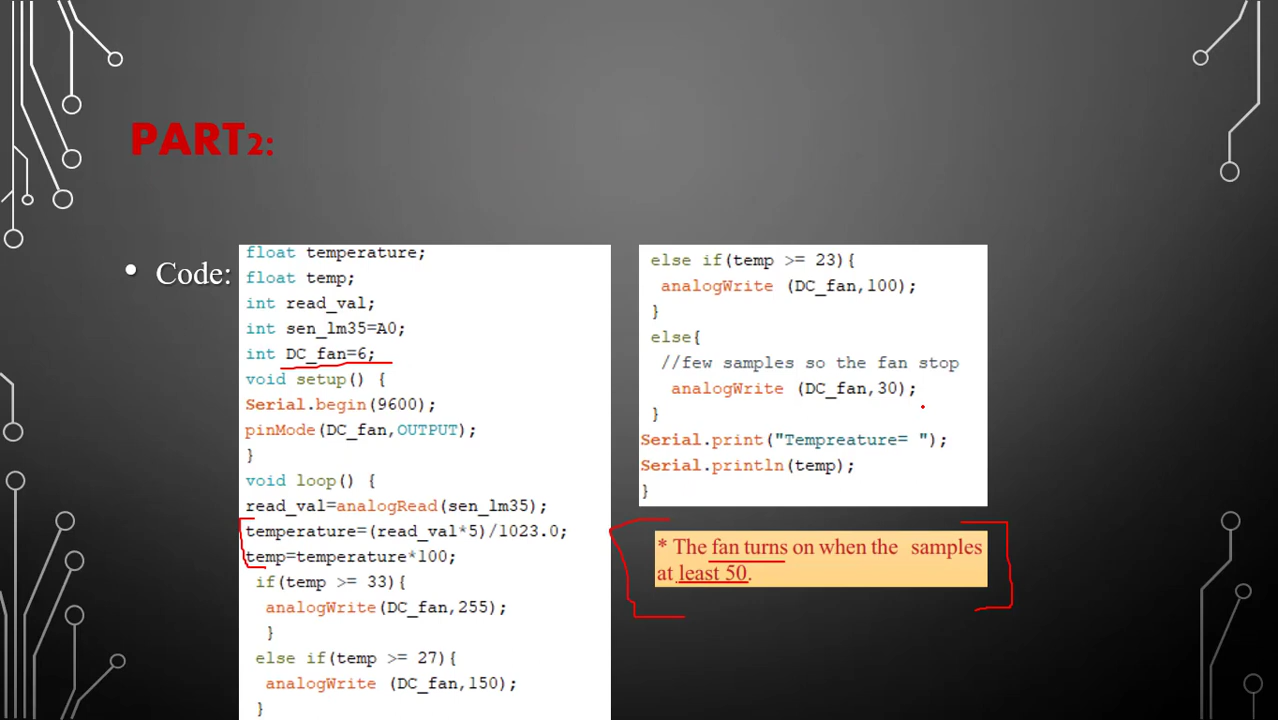 PART2:
• Code:
float temperature;
float temp;
int read_val;
int sen_lm35=A0;
int DC_fan=6;
void setup() {
Serial.begin(9600);
pinMode(DC_fan,OUTPUT);
}
void loop() {
read_val=analogRead(sen_lm35);
temperature=(read_val*5)/1023.0;
temp=temperature*100;
if(temp >= 33){
analogWrite(DC_fan,255);
}
else if(temp >= 27){
analogWrite (DC_fan,150);
}
else if(temp >= 23){
analogWrite (DC_fan,100);
}
else{
//few samples so the fan stop
analogWrite (DC_fan,30);
}
Serial.print("Tempreature= ");
Serial.println(temp);
}
* The fan turns on when the samples
at least 50.